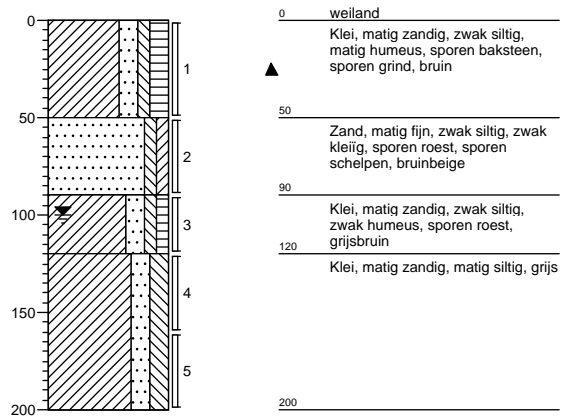 0
50
100
150
200
1
2
3
4
5
0 weiland
Klei, matig zandig, zwak siltig,
matig humeus, sporen baksteen,
sporen grind, bruin
50
Zand, matig fijn, zwak siltig, zwak
kleiïg, sporen roest, sporen
schelpen, bruinbeige
90
Klei, matig zandig, zwak siltig,
zwak humeus, sporen roest,
grijsbruin
120
Klei, matig zandig, matig siltig, grijs
200